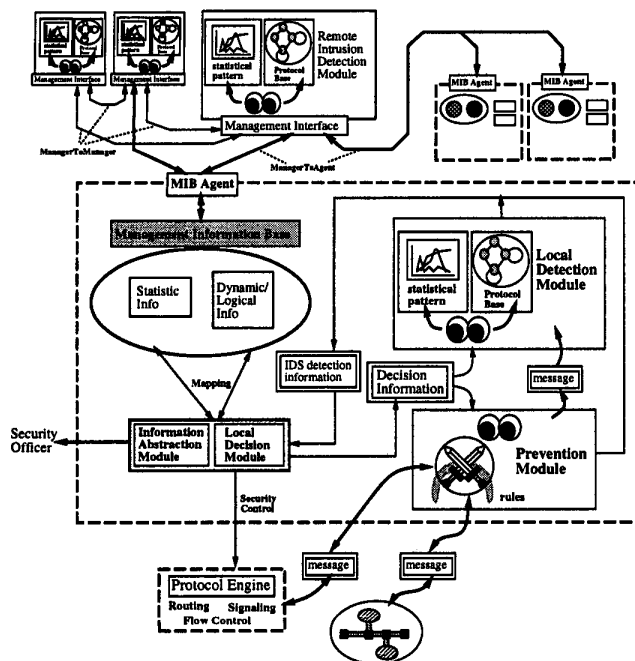 statistical
pattern
Protocol
Base
Management Interface
statistical
pattern
Protocol
Base
Management Interface
statistical
pattern
Protocol
Base
Remote
Intrusion
Detection
Module
Management Interface
ManagerToManager
ManagerToAgent
MIB Agent
MIB Agent
MIB Agent
Management Information Base
Statistic
Info
Dynamic/
Logical
Info
Mapping
IDS detection
information
Decision
Information
statistical
pattern
Protocol
Base
Local
Detection
Module
message
Security
Officer
Information
Abstraction
Module
Local
Decision
Module
Prevention
Module
rules
Security
Control
message
message
Protocol Engine
Routing
Signaling
Flow Control